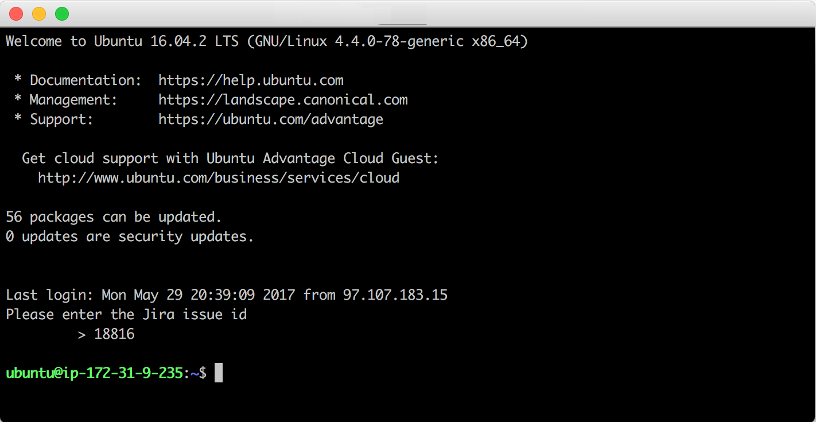 Welcome to Ubuntu 16.04.2 LTS (GNU/Linux 4.4.0-78-generic x86_64)
* Documentation:  https://help.ubuntu.com
* Management:     https://landscape.canonical.com
* Support:        https://ubuntu.com/advantage
Get cloud support with Ubuntu Advantage Cloud Guest:
http://www.ubuntu.com/business/services/cloud
56 packages can be updated.
0 updates are security updates.
Last login: Mon May 29 20:39:09 2017 from 97.107.183.15
Please enter the Jira issue id
> 18816
ubuntu@ip-172-31-9-235:~$